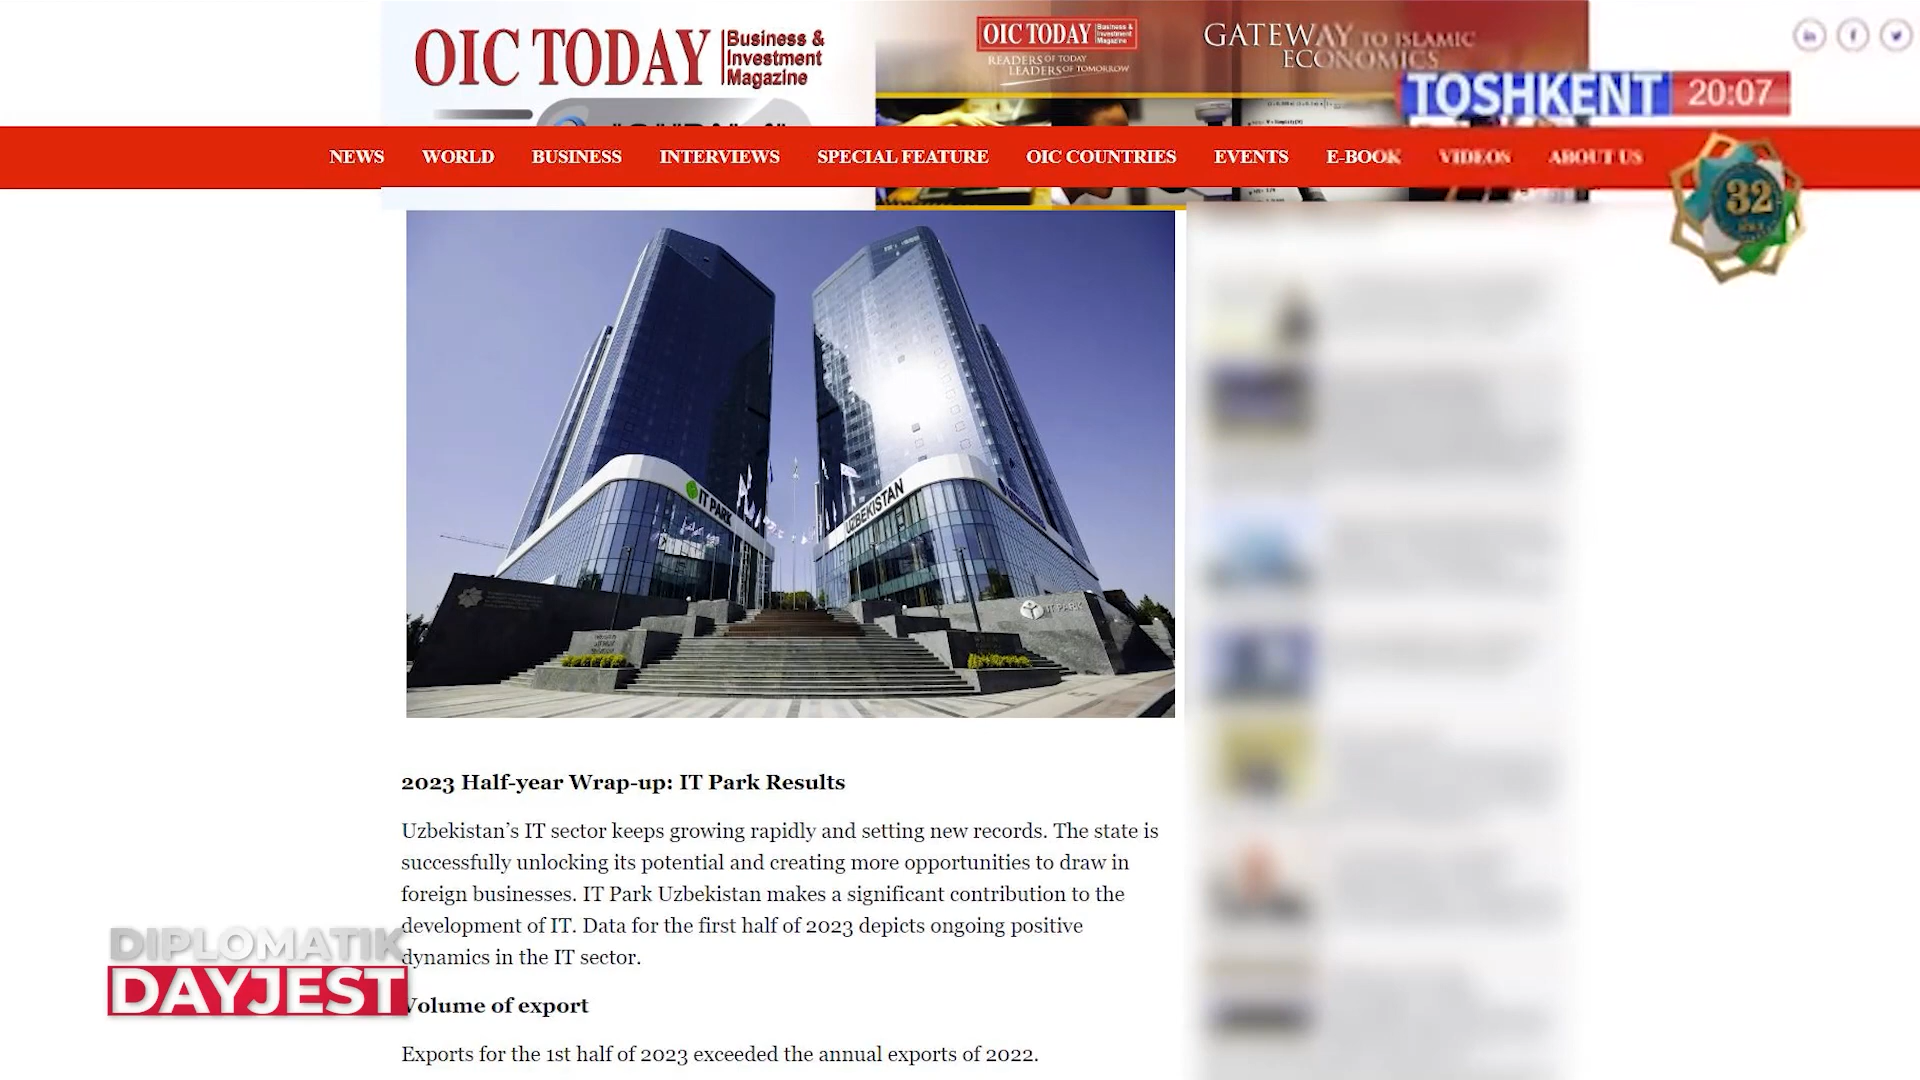 OIC TODAY
Business &
Investment
Magazine
OIC TODAY
Business &
Investment
Magazine
READERS OF TODAY
LEADERS OF TOMORROW
GATEWAY TO ISLAMIC
ECONOMICS
TOSHKENT 20:07
NEWS WORLD BUSINESS INTERVIEWS SPECIAL FEATURE OIC COUNTRIES EVENTS E-BOOK VIDEOS ABOUT US
32
IT PARK
UZBEKISTAN
IT PARK
2023 Half-year Wrap-up: IT Park Results
Uzbekistan’s IT sector keeps growing rapidly and setting new records. The state is
successfully unlocking its potential and creating more opportunities to draw in
foreign businesses. IT Park Uzbekistan makes a significant contribution to the
development of IT. Data for the first half of 2023 depicts ongoing positive
dynamics in the IT sector.
Volume of export
Exports for the 1st half of 2023 exceeded the annual exports of 2022.
DIPLOMATIK
DAYJEST